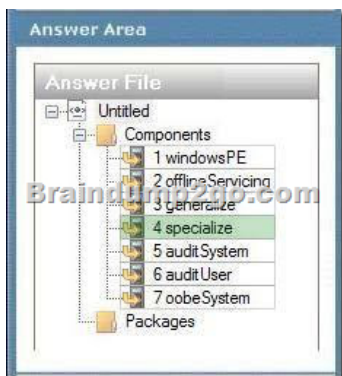 Answer Area
Answer File
Untitled
Components
1 windowsPE
2 offlineServicing
Braindump2go.com
3 generalize
4 specialize
5 auditSystem
6 auditUser
7 oobeSystem
Packages